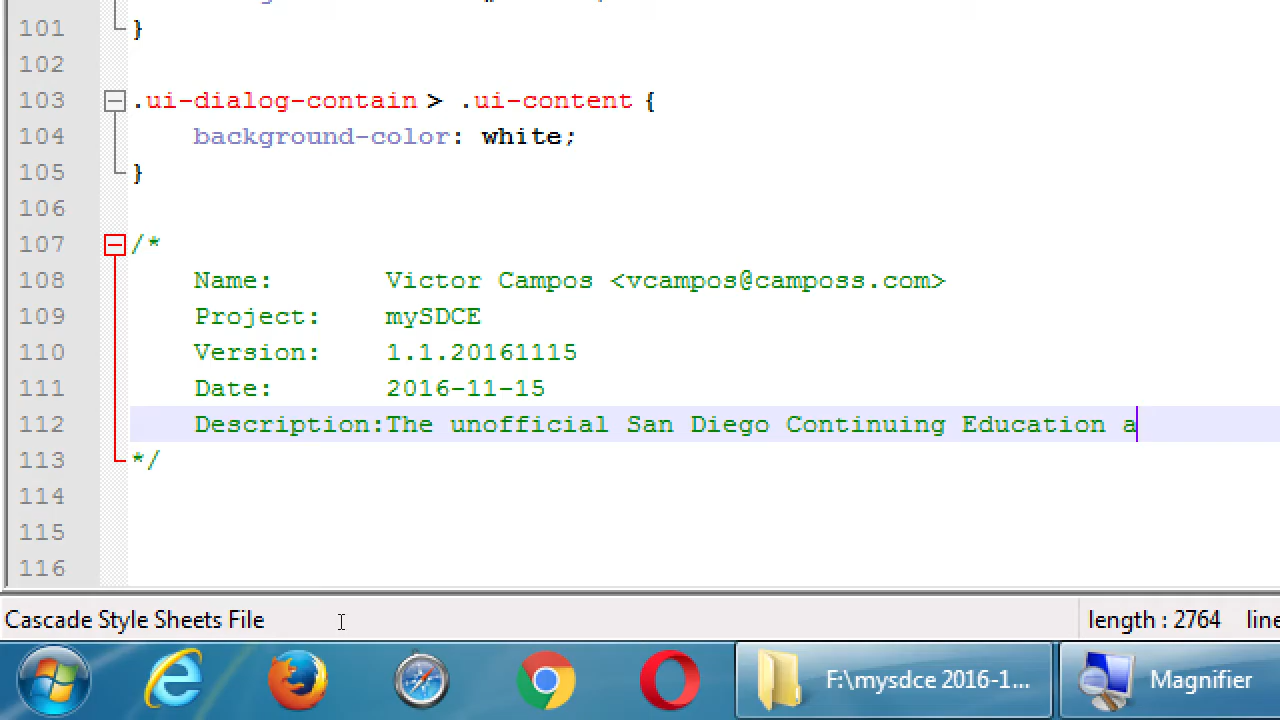 101 }
102
103 .ui-dialog-contain > .ui-content {
104 background-color: white;
105 }
106
107 /*
108 Name: Victor Campos <vcampos@camposs.com>
109 Project: mySDCE
110 Version: 1.1.20161115
111 Date: 2016-11-15
112 Description:The unofficial San Diego Continuing Education a
113 */
114
115
116
Cascade Style Sheets File length : 2764 line
F:\mysdce 2016-1... Magnifier